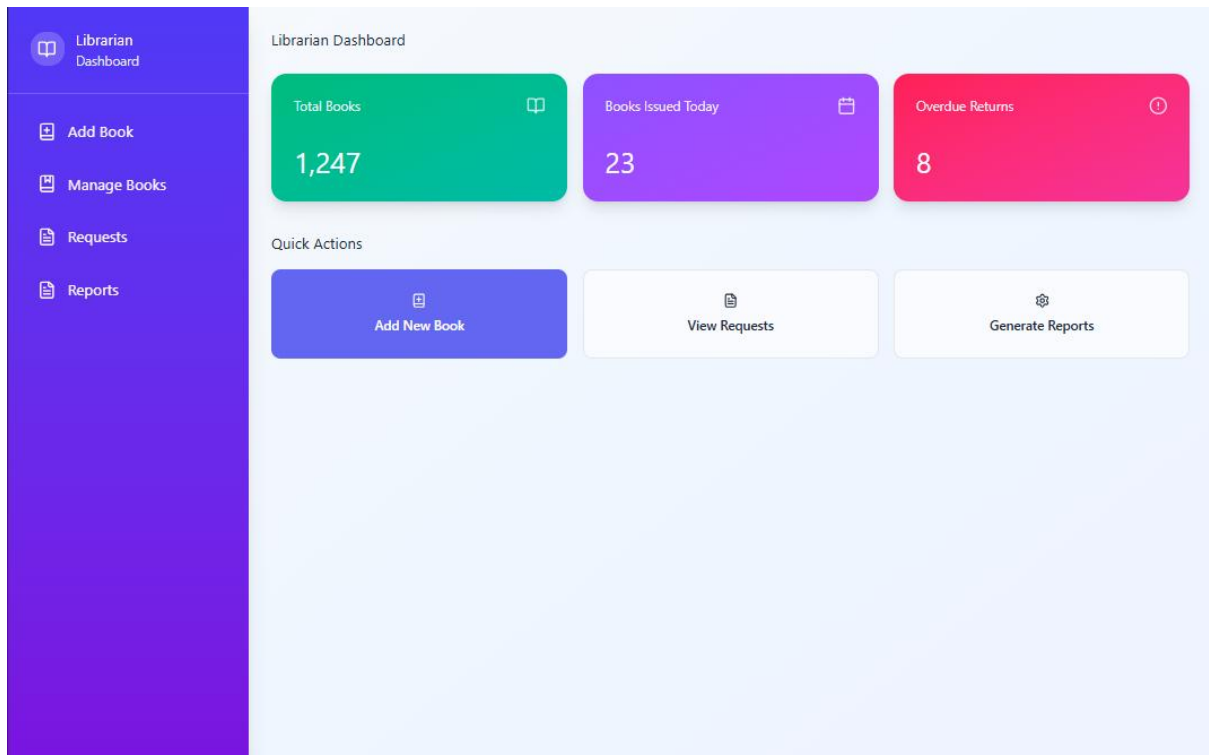 Librarian
Dashboard
Add Book
Manage Books
Requests
Reports
Librarian Dashboard
Total Books
1,247
Books Issued Today
23
Overdue Returns
8
Quick Actions
Add New Book
View Requests
Generate Reports